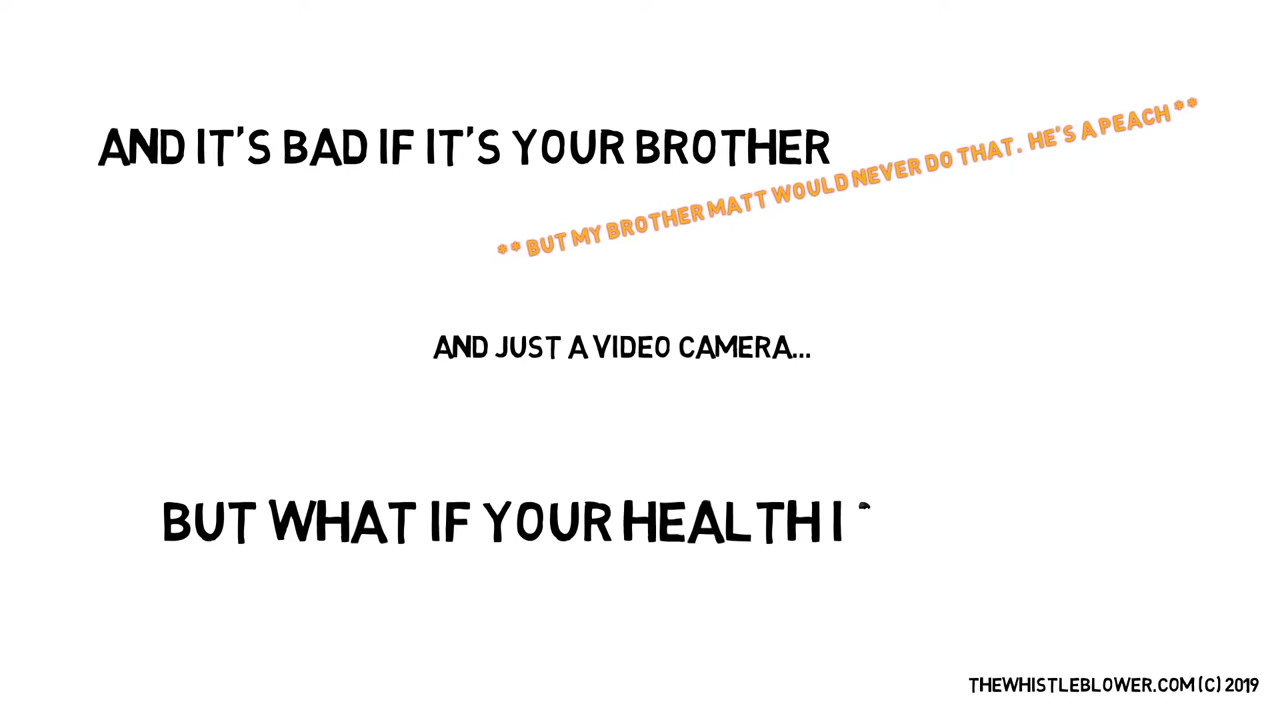 AND IT'S BAD IF IT'S YOUR BROTHER
** BUT MY BROTHER MATT WOULD NEVER DO THAT. HE'S A PEACH **
AND JUST A VIDEO CAMERA...
BUT WHAT IF YOUR HEALTH I
THEWHISTLEBLOWER.COM (C) 2019